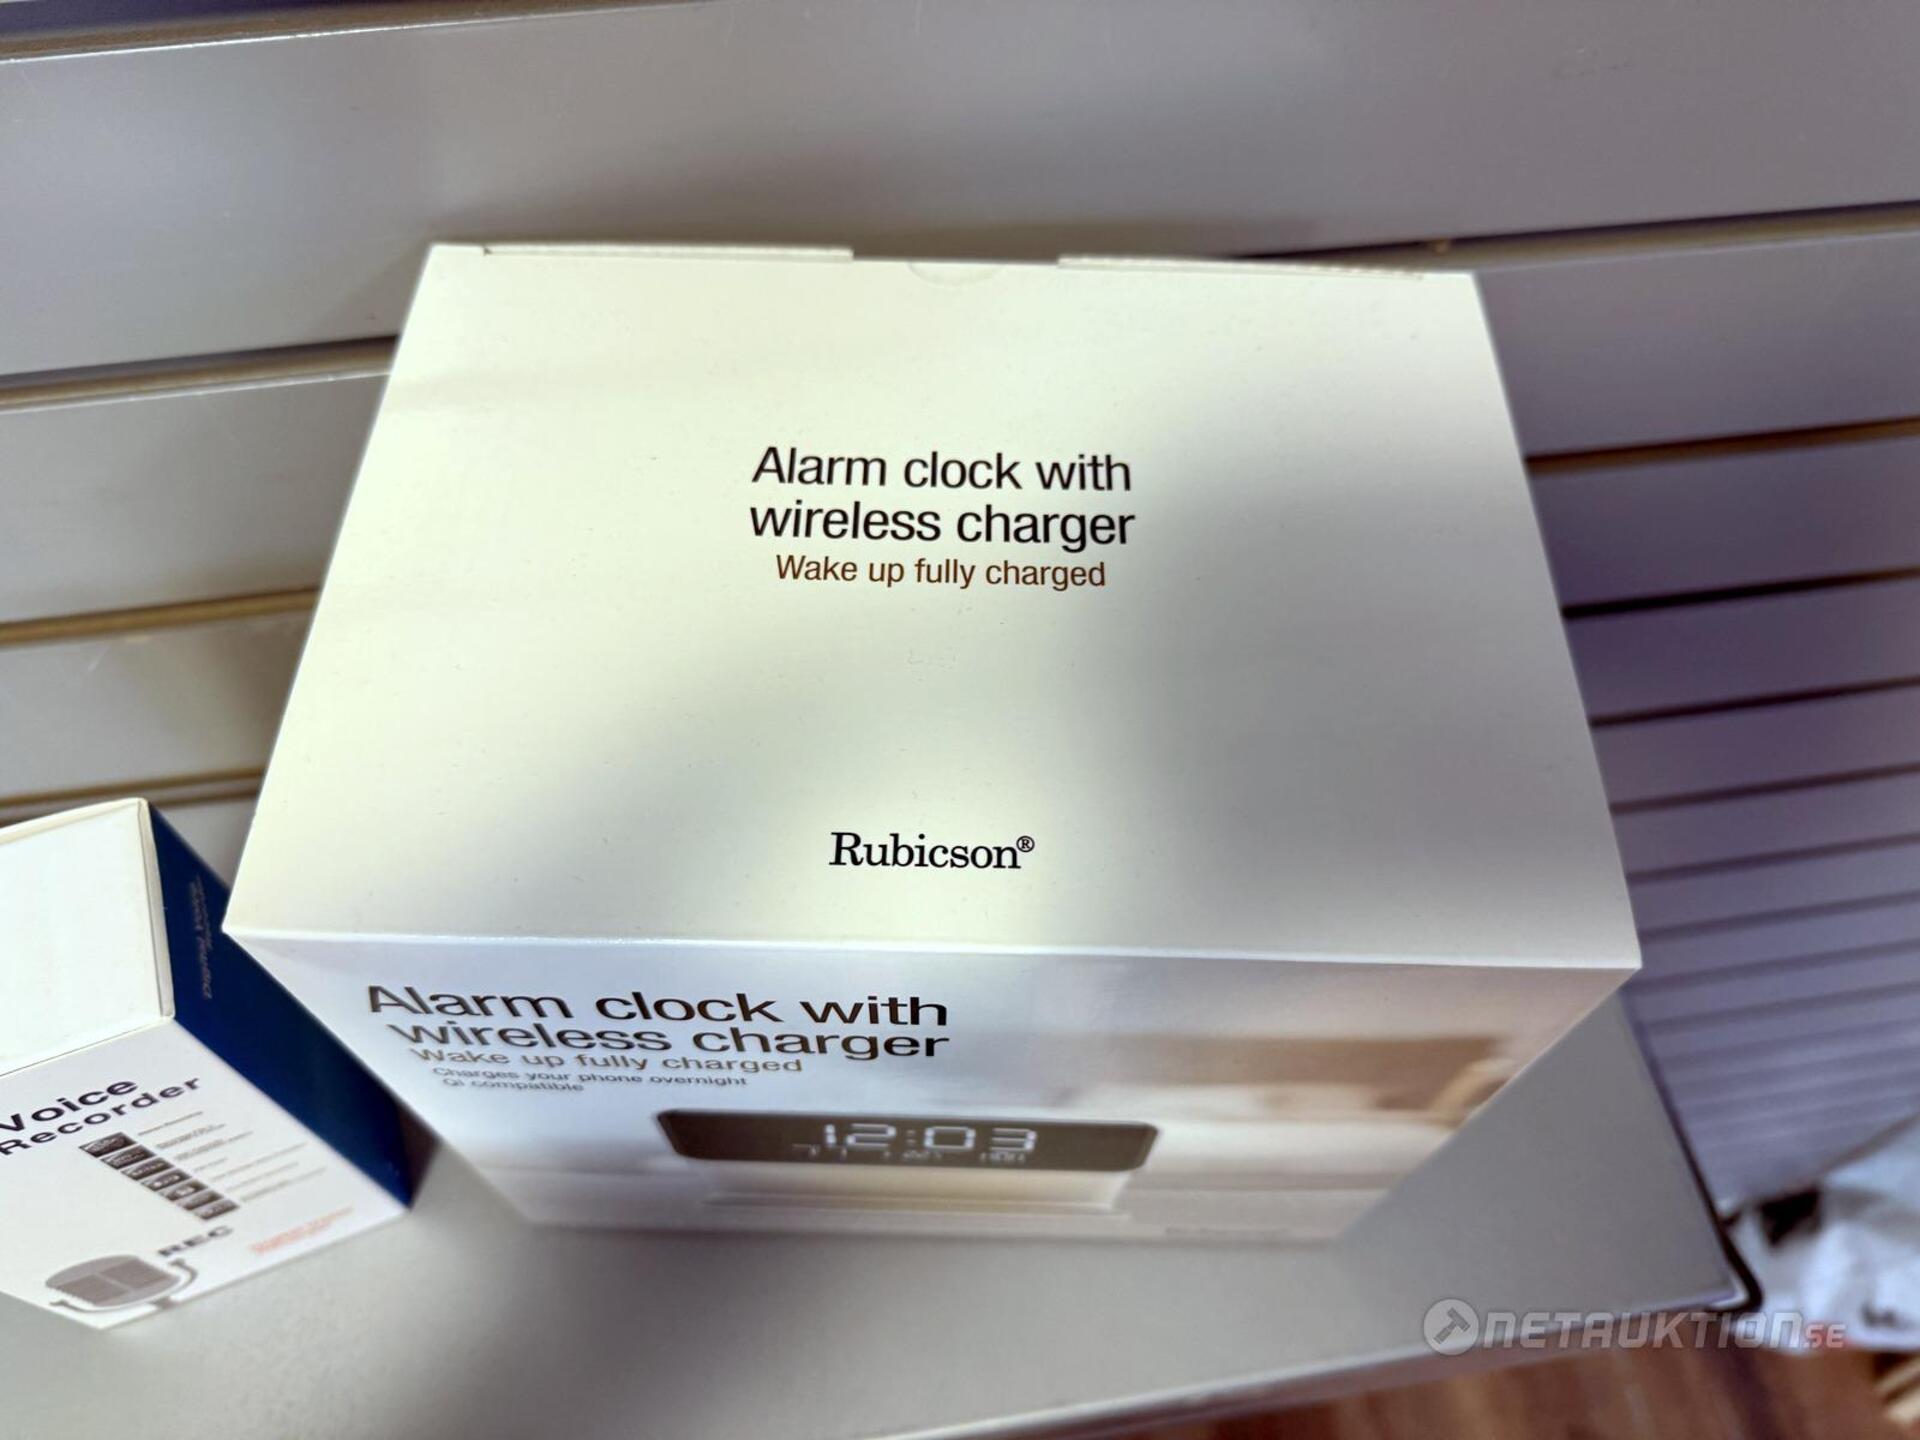 Alarm clock with
wireless charger
Wake up fully charged
Rubicson®
Alarm clock with
wireless charger
Wake up fully charged
Charges your phone overnight
Qi compatible
12:03
Voice
Recorder
REC
NETAUKTION.SE